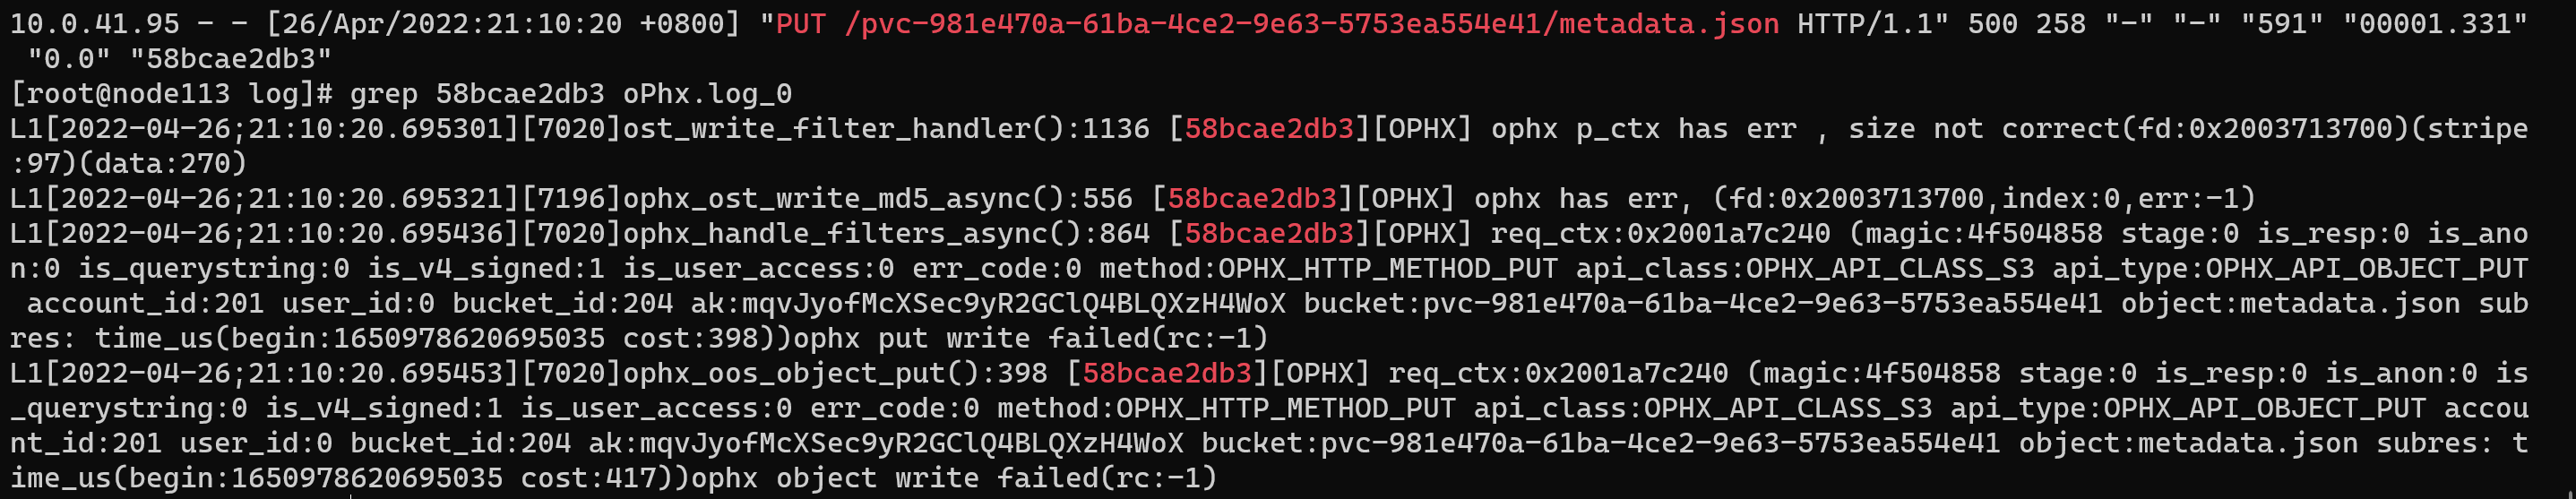 10.0.41.95 - - [26/Apr/2022:21:10:20 +0800] "PUT /pvc-981e470a-61ba-4ce2-9e63-5753ea554e41/metadata.json HTTP/1.1" 500 258 "-" "-" "591" "00001.331"
 "0.0" "58bcae2db3"
[root@node113 log]# grep 58bcae2db3 oPhx.log_0
L1[2022-04-26;21:10:20.695301][7020]ost_write_filter_handler():1136 [58bcae2db3][OPHX] ophx p_ctx has err , size not correct(fd:0x2003713700)(stripe
:97)(data:270)
L1[2022-04-26;21:10:20.695321][7196]ophx_ost_write_md5_async():556 [58bcae2db3][OPHX] ophx has err, (fd:0x2003713700,index:0,err:-1)
L1[2022-04-26;21:10:20.695436][7020]ophx_handle_filters_async():864 [58bcae2db3][OPHX] req_ctx:0x2001a7c240 (magic:4f504858 stage:0 is_resp:0 is_ano
n:0 is_querystring:0 is_v4_signed:1 is_user_access:0 err_code:0 method:OPHX_HTTP_METHOD_PUT api_class:OPHX_API_CLASS_S3 api_type:OPHX_API_OBJECT_PUT
 account_id:201 user_id:0 bucket_id:204 ak:mqvJyofMcXSec9yR2GClQ4BLQXzH4WoX bucket:pvc-981e470a-61ba-4ce2-9e63-5753ea554e41 object:metadata.json sub
res: time_us(begin:1650978620695035 cost:398))ophx put write failed(rc:-1)
L1[2022-04-26;21:10:20.695453][7020]ophx_oos_object_put():398 [58bcae2db3][OPHX] req_ctx:0x2001a7c240 (magic:4f504858 stage:0 is_resp:0 is_anon:0 is
_querystring:0 is_v4_signed:1 is_user_access:0 err_code:0 method:OPHX_HTTP_METHOD_PUT api_class:OPHX_API_CLASS_S3 api_type:OPHX_API_OBJECT_PUT accou
nt_id:201 user_id:0 bucket_id:204 ak:mqvJyofMcXSec9yR2GClQ4BLQXzH4WoX bucket:pvc-981e470a-61ba-4ce2-9e63-5753ea554e41 object:metadata.json subres: t
ime_us(begin:1650978620695035 cost:417))ophx object write failed(rc:-1)